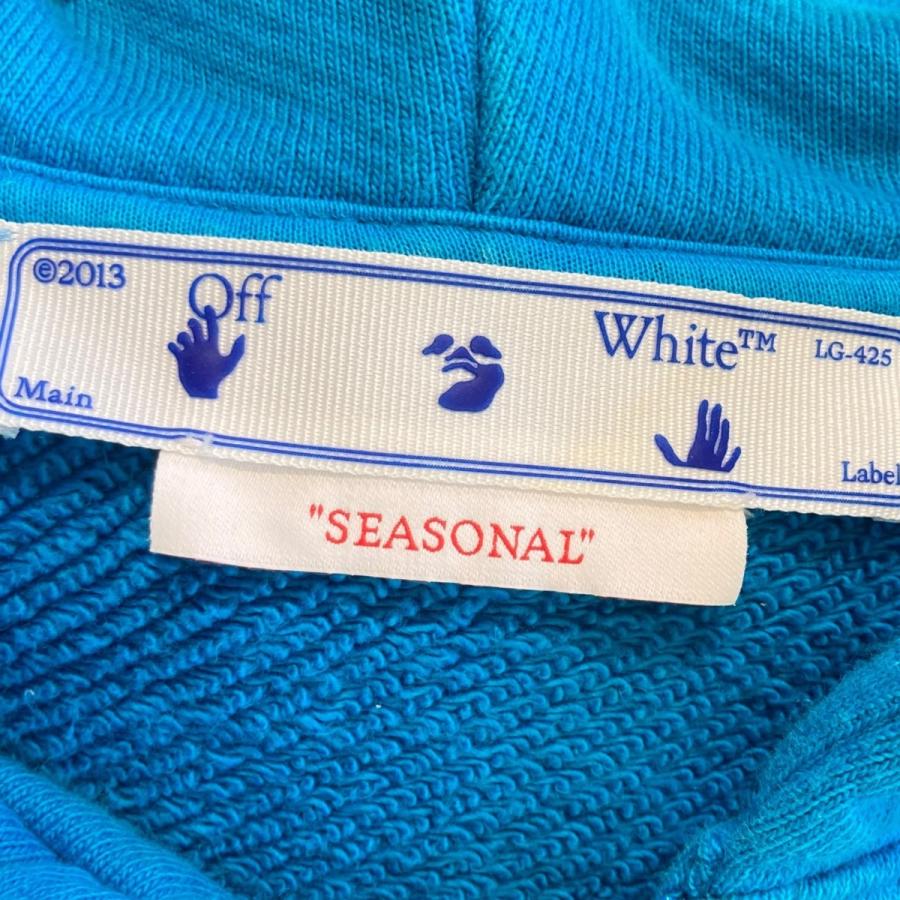 ©2013
Off
White™
LG-425
Main
Label
"SEASONAL"